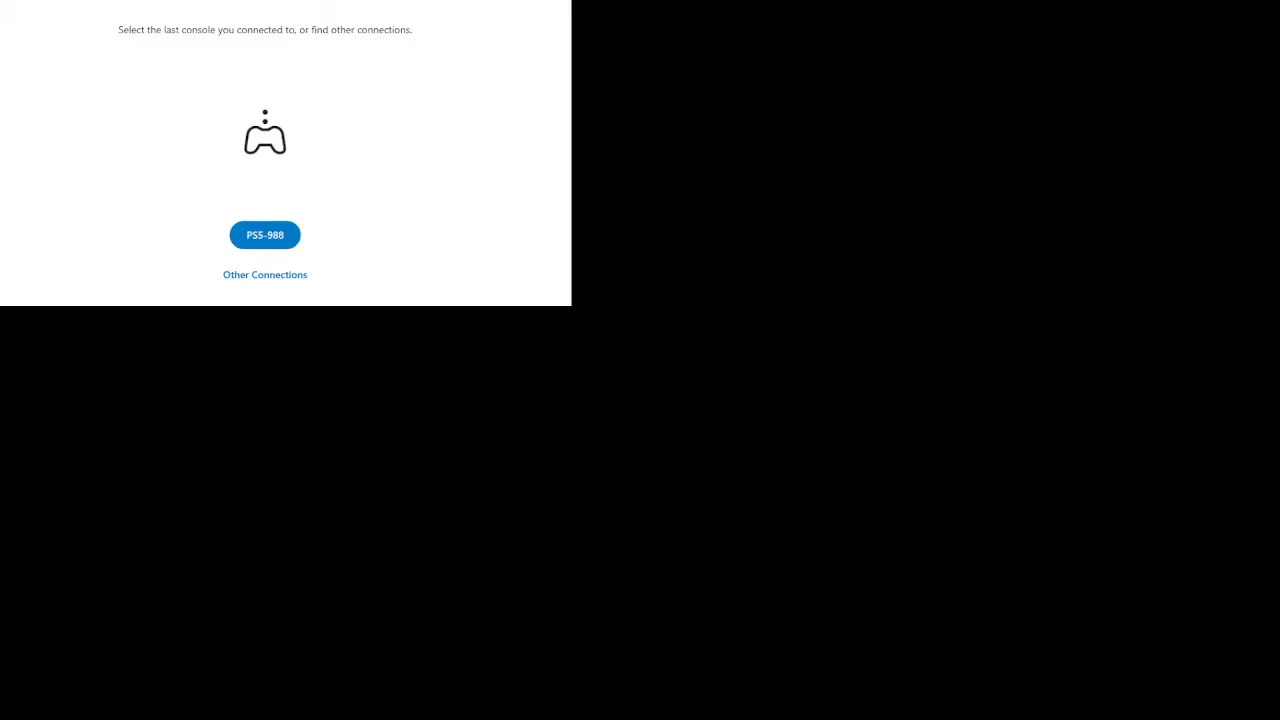 Select the last console you connected to, or find other connections.
PS5-988
Other Connections